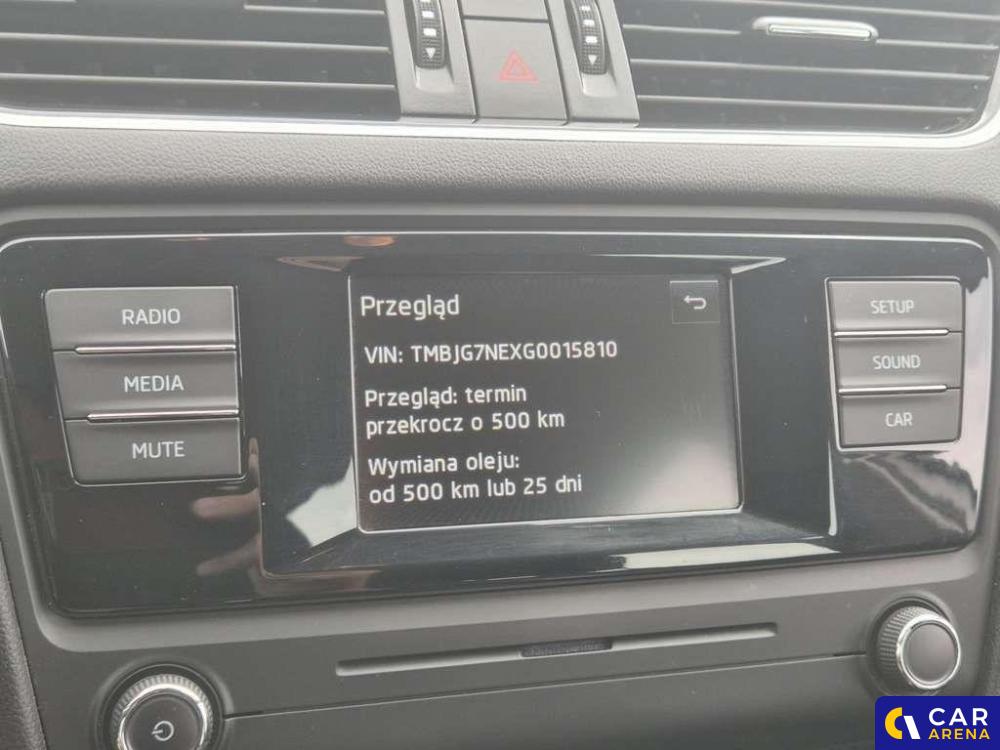 RADIO
MEDIA
MUTE
Przegląd
VIN: TMBJG7NEXG0015810
Przegląd: termin
przekrocz o 500 km
Wymiana oleju:
od 500 km lub 25 dni
SETUP
SOUND
CAR
CAR
ARENA